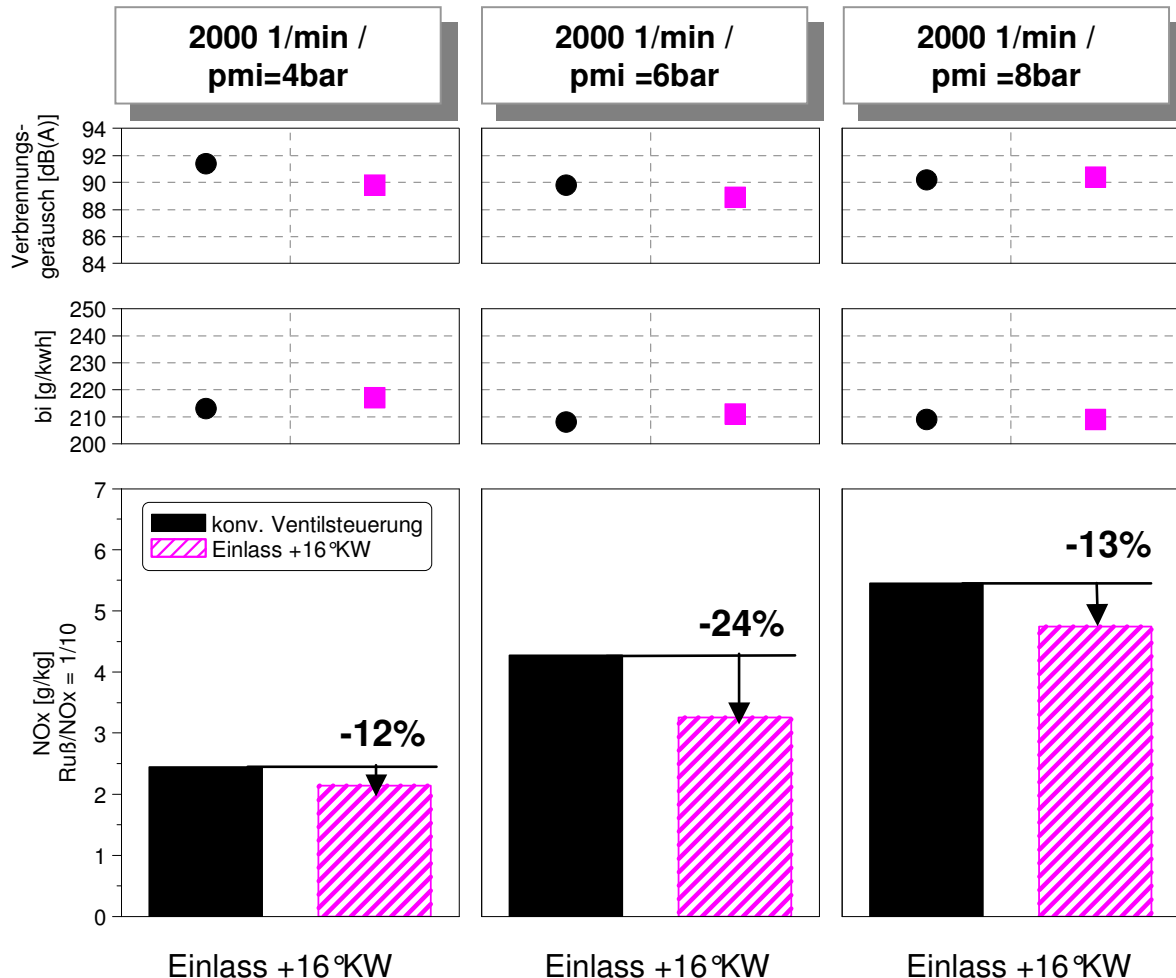 2000 1/min /
pmi=4bar
2000 1/min /
pmi =6bar
2000 1/min /
pmi =8bar
Verbrennungs-
geräusch [dB(A)]
94
92
90
88
86
84
bi [g/kwh]
250
240
230
220
210
200
NOx [g/kg]
Ruß/NOx = 1/10
7
6
5
4
3
2
1
0
konv. Ventilsteuerung
Einlass +16°KW
-12%
-24%
-13%
Einlass +16°KW
Einlass +16°KW
Einlass +16°KW